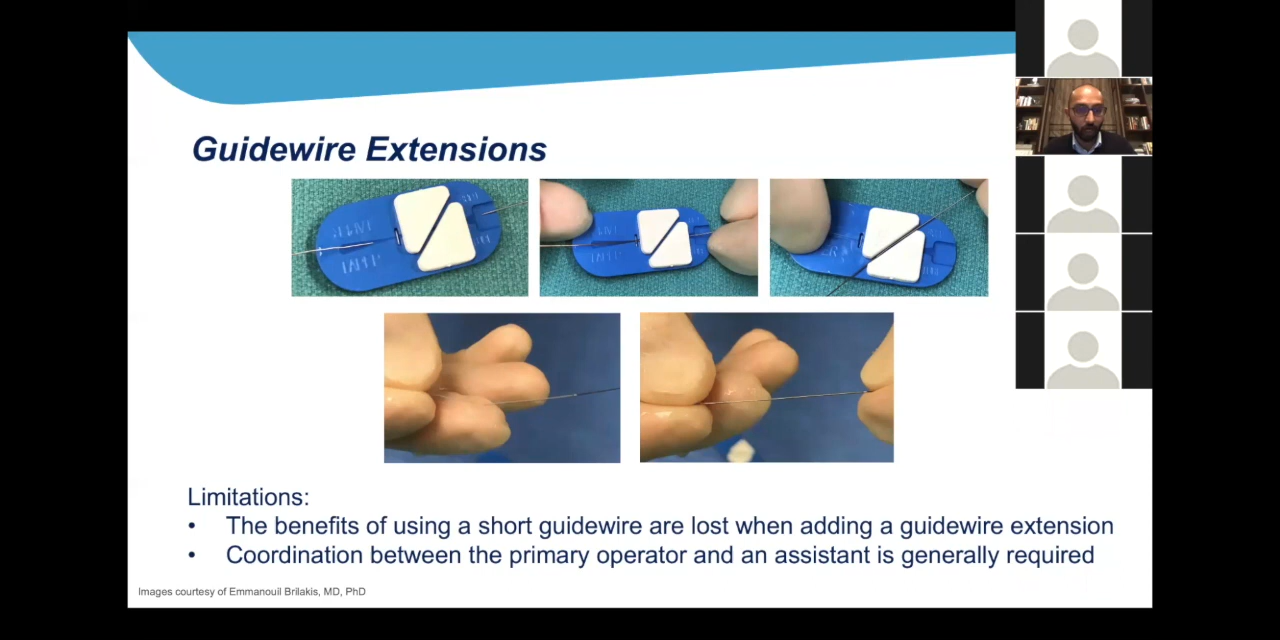 Guidewire Extensions
Limitations:
• The benefits of using a short guidewire are lost when adding a guidewire extension
• Coordination between the primary operator and an assistant is generally required
Images courtesy of Emmanouil Brilakis, MD, PhD